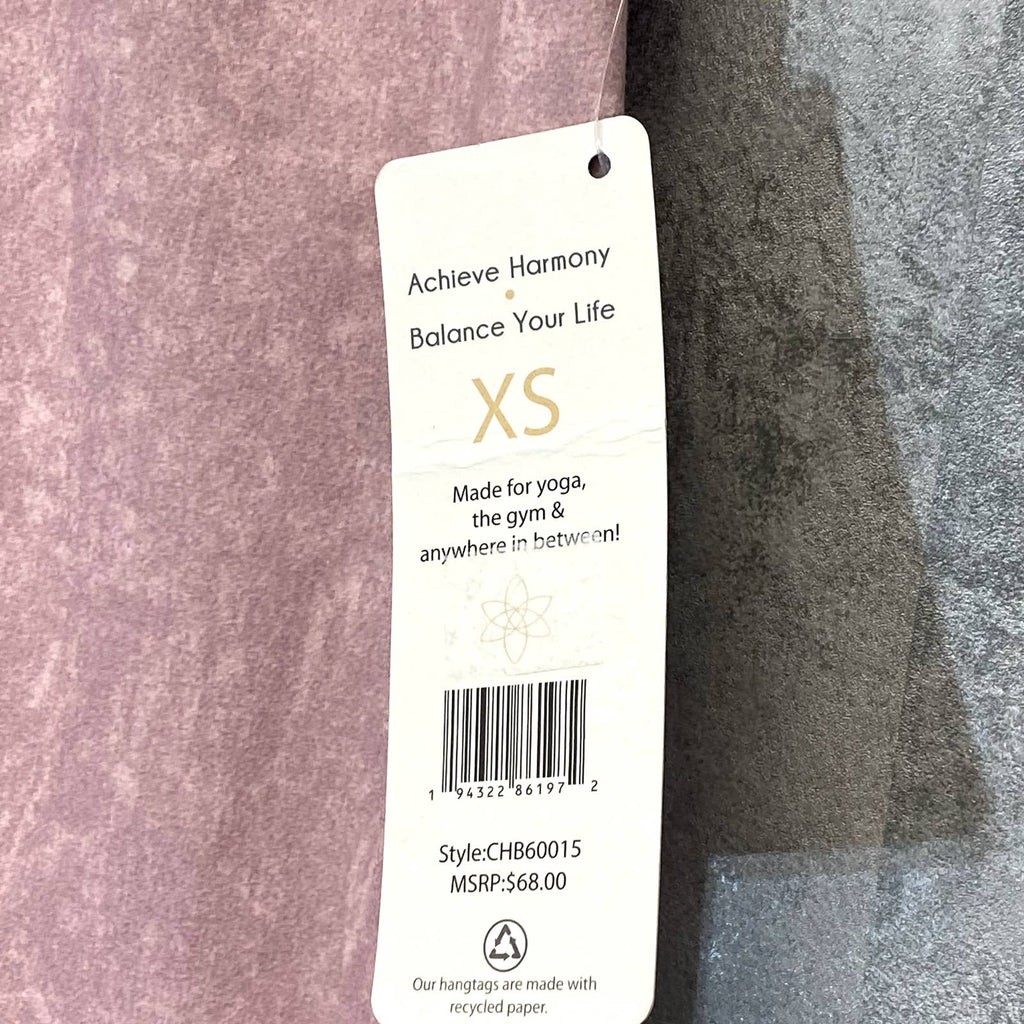 Achieve Harmony
Balance Your Life
XS
Made for yoga,
the gym &
anywhere in between!
1 94322 86197 2
Style:CHB60015
MSRP:$68.00
Our hangtags are made with
recycled paper.